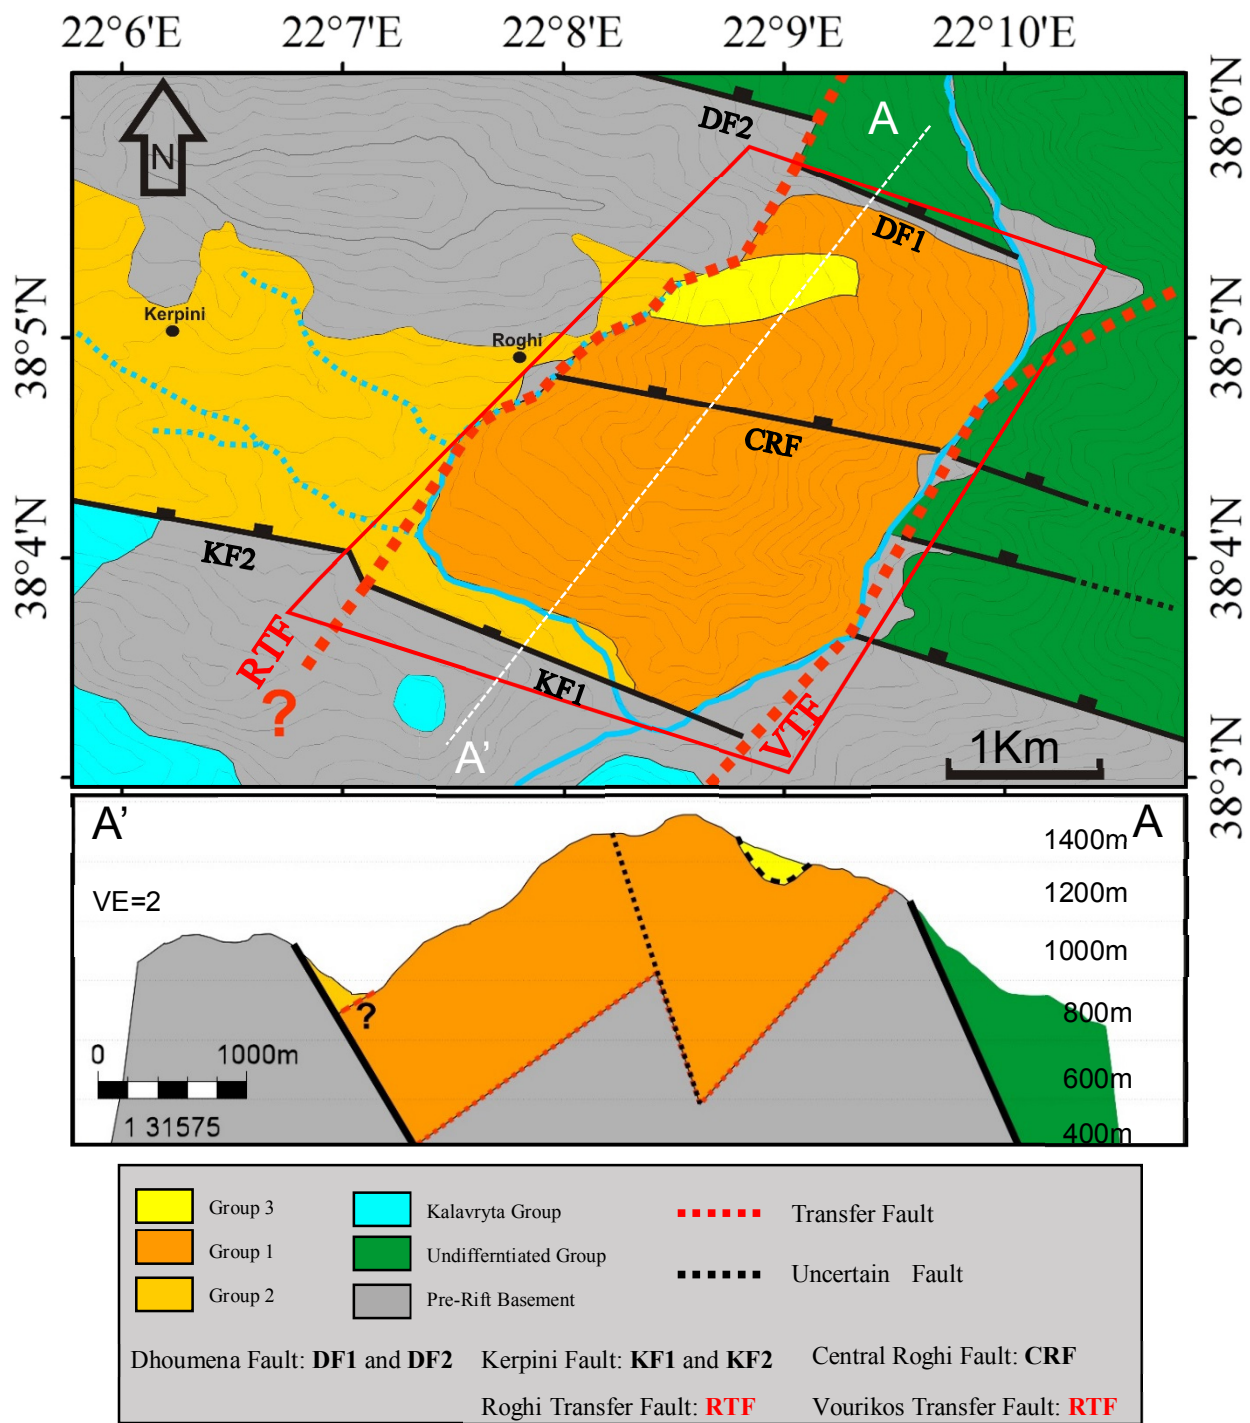 22°6'E 22°7'E 22°8'E 22°9'E 22°10'E
38°6'N
38°5'N 38°5'N
38°4'N 38°4'N
38°3'N
N
A
DF2
DF1
Kerpini
Roghi
CRF
KF2
RTF
?
KF1
VTF
A'
1Km
A’ A
1400m
VE=2
1200m
1000m
800m
?
0 1000m
600m
1 31575
400m
Group 3 Kalavryta Group Transfer Fault
Group 1 Undifferntiated Group Uncertain Fault
Group 2 Pre-Rift Basement
Dhoumena Fault: DF1 and DF2 Kerpini Fault: KF1 and KF2 Central Roghi Fault: CRF
Roghi Transfer Fault: RTF Vourikos Transfer Fault: RTF